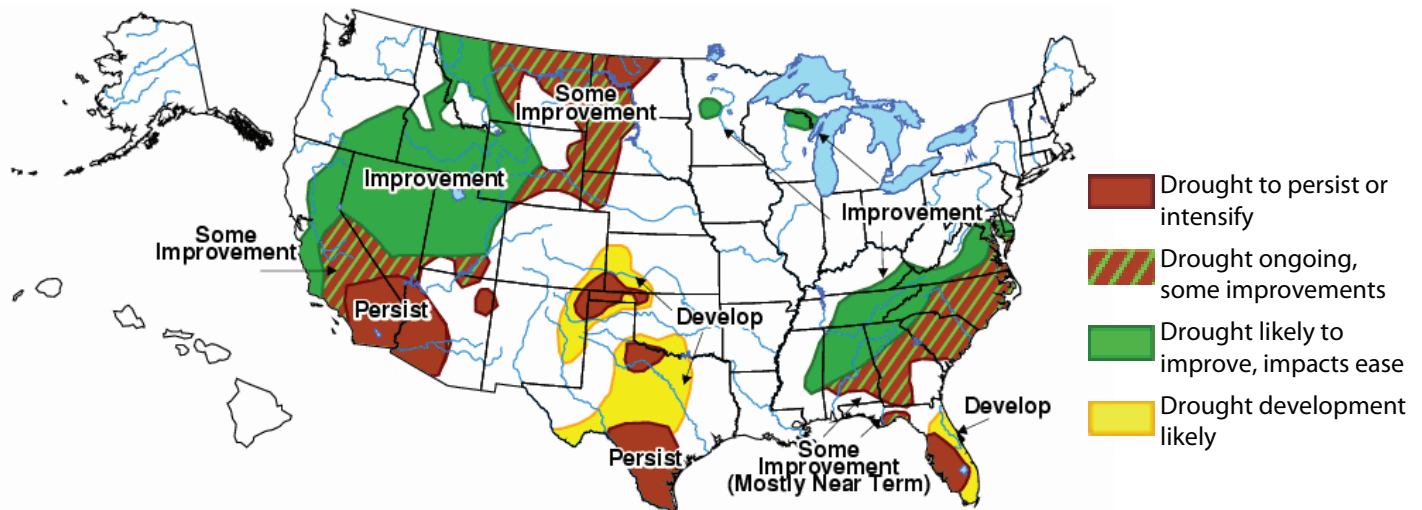 Some
Improvement
Improvement
Some
Improvement
Persist
Develop
Persist
Improvement
Develop
Some
Improvement
(Mostly Near Term)
Drought to persist or
intensify
Drought ongoing,
some improvements
Drought likely to
improve, impacts ease
Drought development
likely